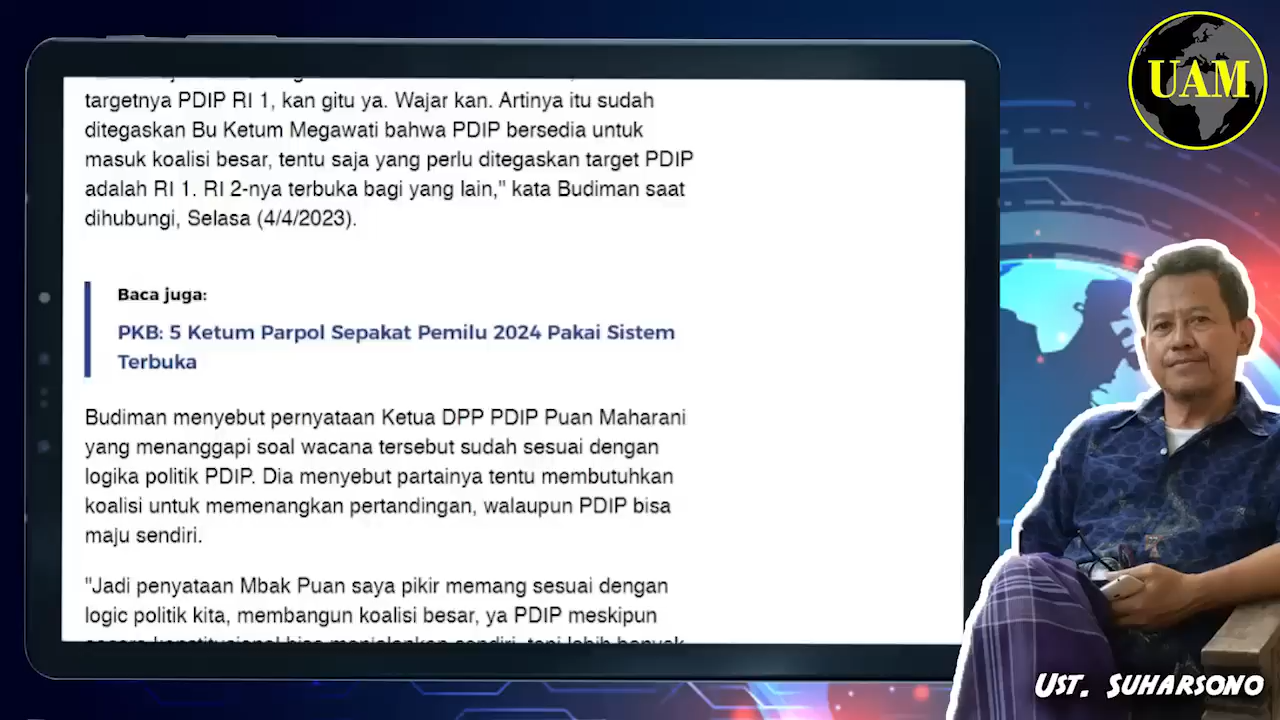 targetnya PDIP RI 1, kan gitu ya. Wajar kan. Artinya itu sudah
ditegaskan Bu Ketum Megawati bahwa PDIP bersedia untuk
masuk koalisi besar, tentu saja yang perlu ditegaskan target PDIP
adalah RI 1. RI 2-nya terbuka bagi yang lain," kata Budiman saat
dihubungi, Selasa (4/4/2023).
Baca juga:
PKB: 5 Ketum Parpol Sepakat Pemilu 2024 Pakai Sistem
Terbuka
Budiman menyebut pernyataan Ketua DPP PDIP Puan Maharani
yang menanggapi soal wacana tersebut sudah sesuai dengan
logika politik PDIP. Dia menyebut partainya tentu membutuhkan
koalisi untuk memenangkan pertandingan, walaupun PDIP bisa
maju sendiri.
"Jadi penyataan Mbak Puan saya pikir memang sesuai dengan
logic politik kita, membangun koalisi besar, ya PDIP meskipun
UAM
UST. SUHARSONO